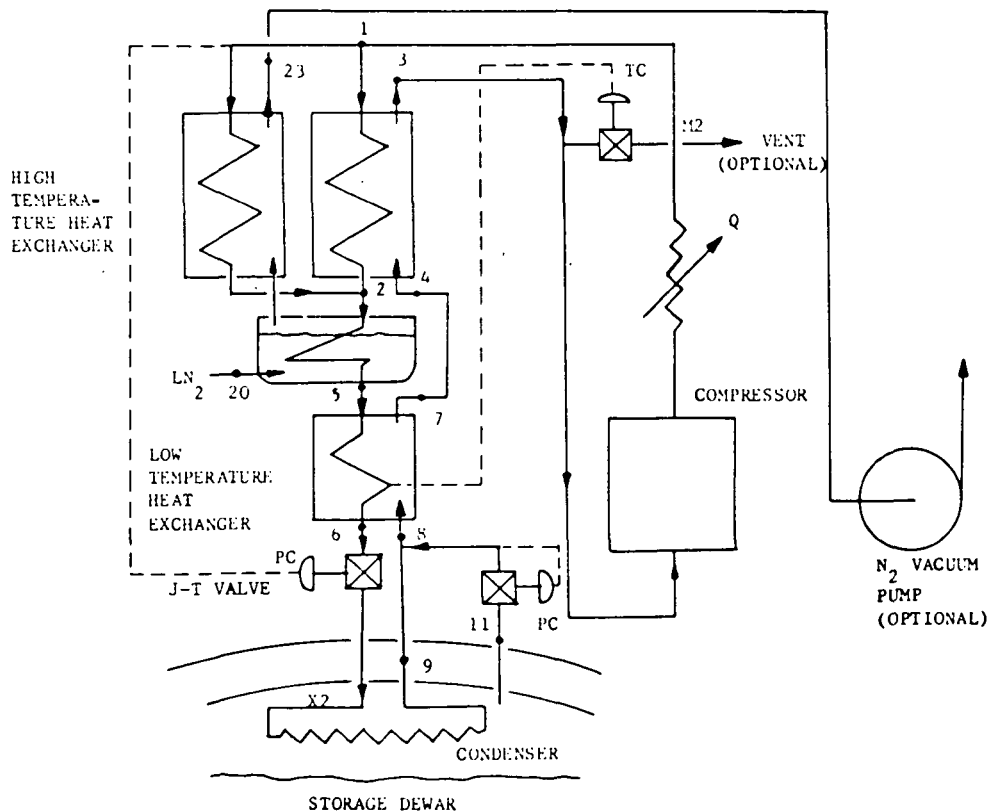 1
23
3
TC
M2
VENT
(OPTIONAL)
HIGH
TEMPERA-
TURE HEAT
EXCHANGER
Q
2
4
LN2
20
5
7
COMPRESSOR
LOW
TEMPERATURE
HEAT
EXCHANGER
6
8
PC
J-T VALVE
PC
11
N2 VACUUM
PUMP
(OPTIONAL)
9
X2
CONDENSER
STORAGE DEWAR